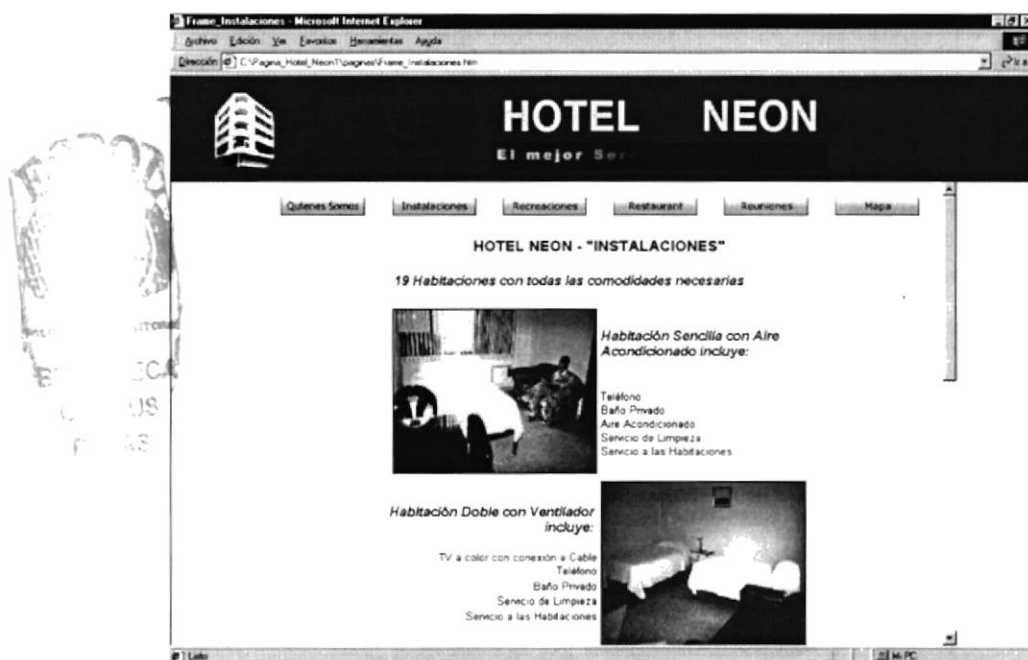 Frame_Instalaciones - Microsoft Internet Explorer
Archivo Edición Ver Favoritos Herramientas Ayuda
Dirección C:\Pagina_Hotel_Neon1\paginas\Frame_Instalaciones.htm Ir a
HOTEL NEON
El mejor Ser
Quienes Somos Instalaciones Recreaciones Restaurant Reuniones Mapa
HOTEL NEON - "INSTALACIONES"
19 Habitaciones con todas las comodidades necesarias
Habitación Sencilla con Aire
Acondicionado incluye:
Teléfono
Baño Privado
Aire Acondicionado
Servicio de Limpieza
Servicio a las Habitaciones
Habitación Doble con Ventilador
incluye:
TV a color con conexión a Cable
Teléfono
Baño Privado
Servicio de Limpieza
Servicio a las Habitaciones
Listo Mi PC